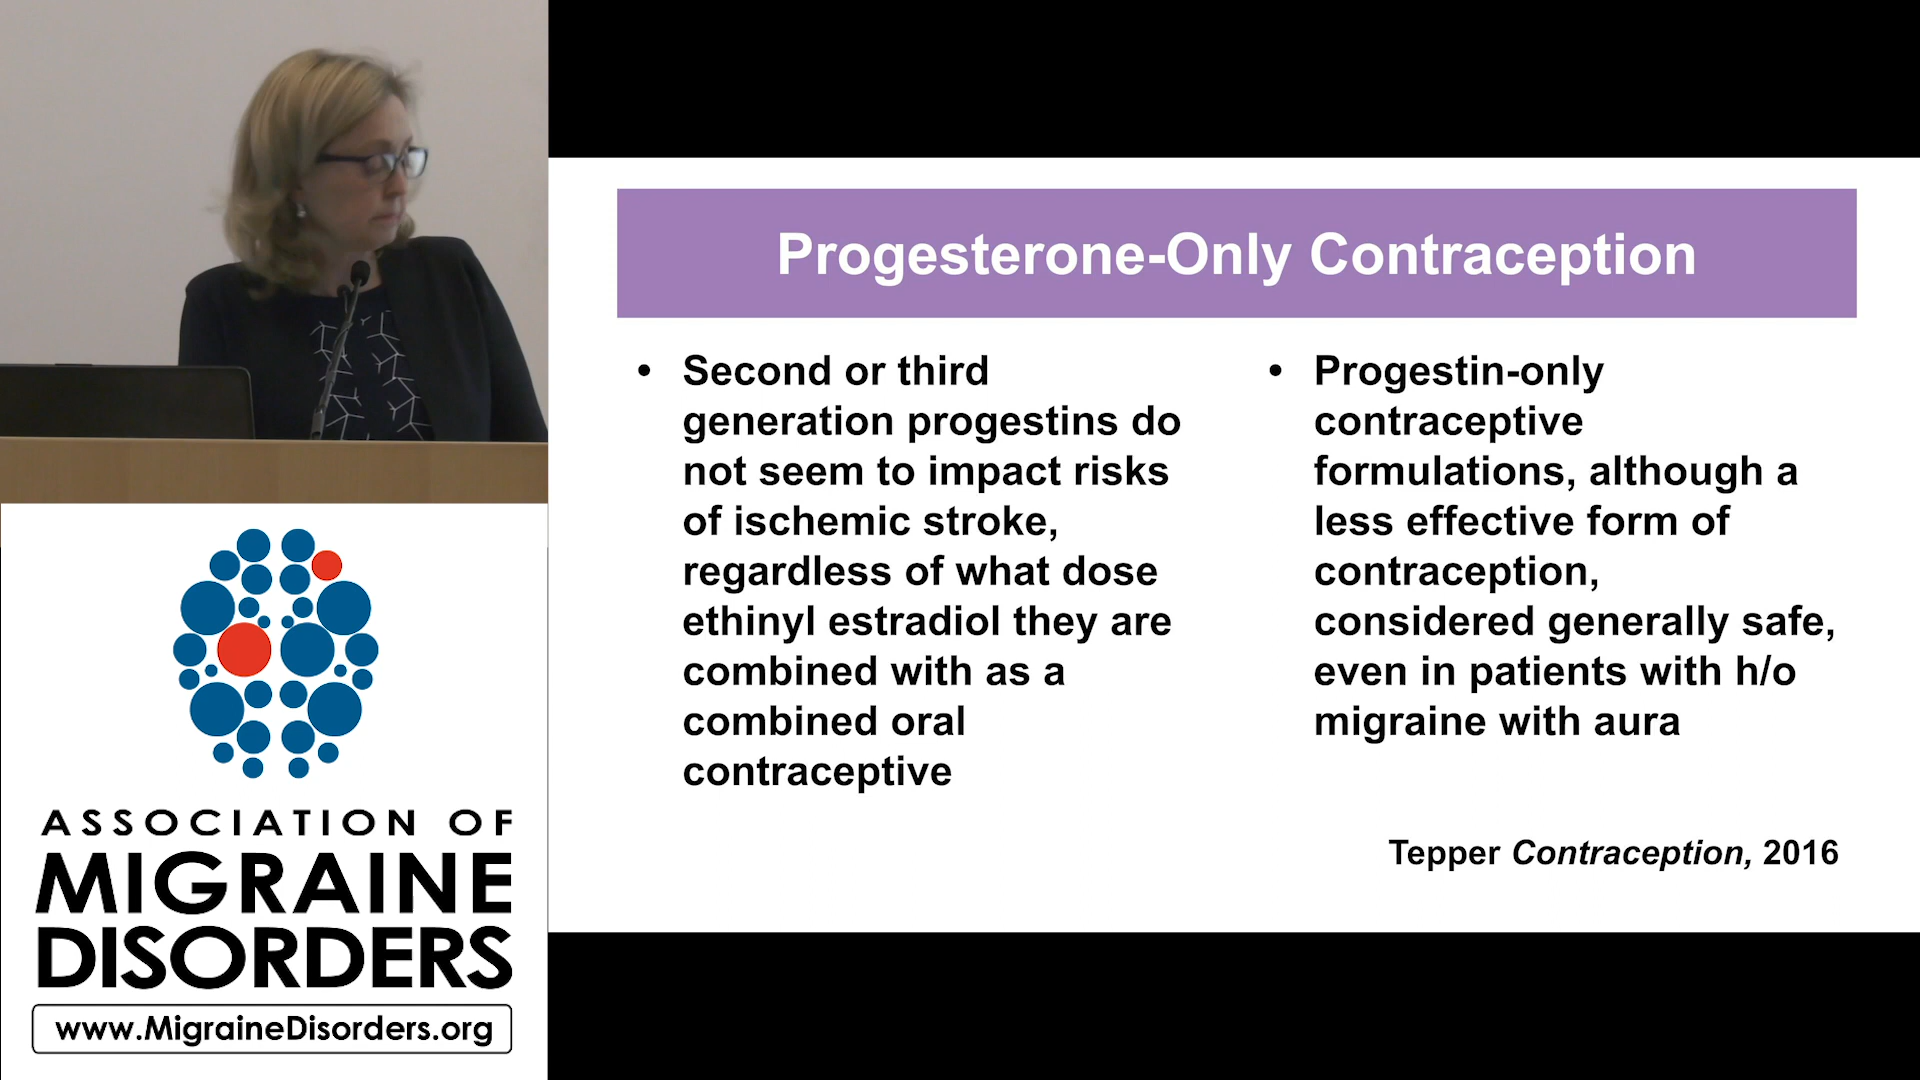 Progesterone-Only Contraception
• Second or third
generation progestins do
not seem to impact risks
of ischemic stroke,
regardless of what dose
ethinyl estradiol they are
combined with as a
combined oral
contraceptive
• Progestin-only
contraceptive
formulations, although a
less effective form of
contraception,
considered generally safe,
even in patients with h/o
migraine with aura
Tepper Contraception, 2016
ASSOCIATION OF
MIGRAINE
DISORDERS
www.MigraineDisorders.org